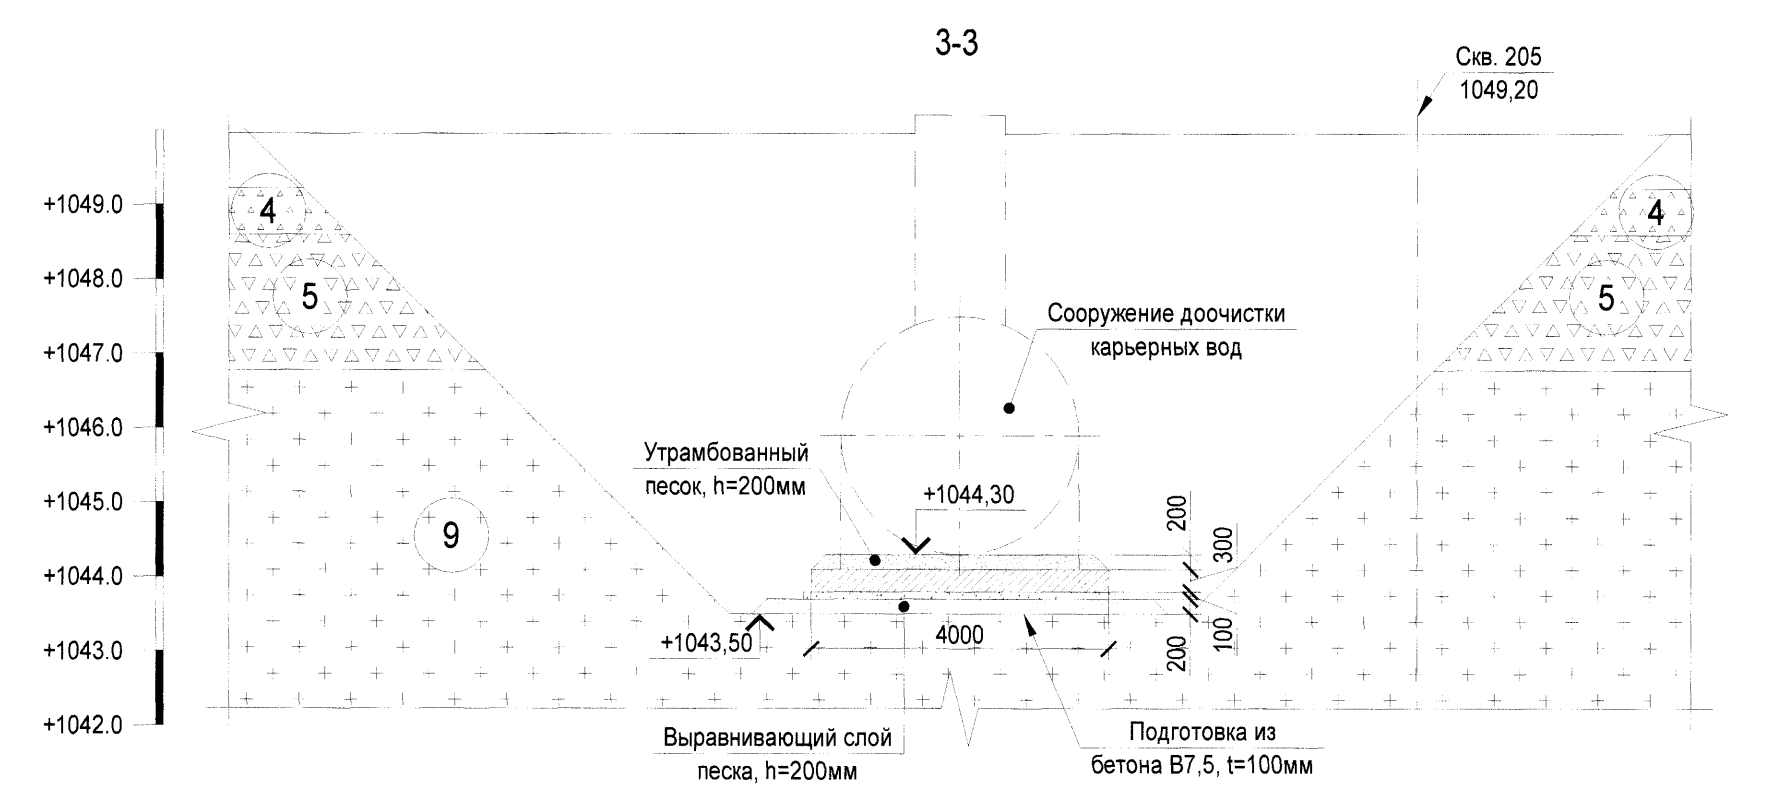 3-3
Скв. 205
1049,20
+1049.0
+1048.0
+1047.0
+1046.0
+1045.0
+1044.0
+1043.0
+1042.0
4
5
9
4
5
Сооружение доочистки
карьерных вод
Утрамбованный
песок, h=200мм
+1044,30
200
300
+1043,50
4000
200
100
Выравнивающий слой
песка, h=200мм
Подготовка из
бетона В7,5, t=100мм